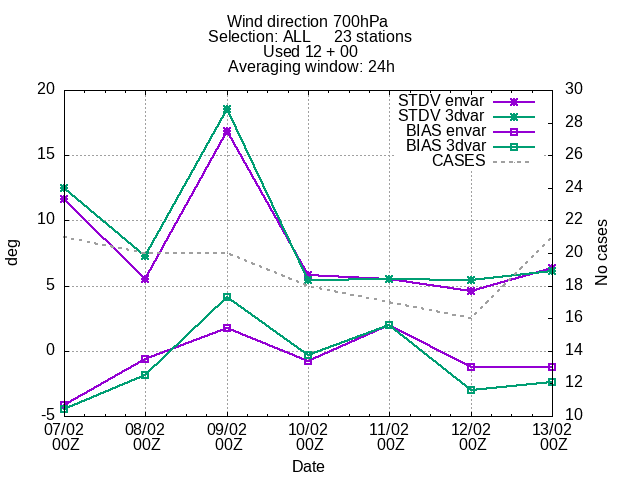 Wind direction 700hPa
Selection: ALL 23 stations
Used 12 + 00
Averaging window: 24h
STDV envar
STDV 3dvar
BIAS envar
BIAS 3dvar
CASES
20
15
10
5
0
-5
deg
30
28
26
24
22
20
18
16
14
12
10
No cases
07/02 08/02 09/02 10/02 11/02 12/02 13/02
00Z 00Z 00Z 00Z 00Z 00Z 00Z
Date